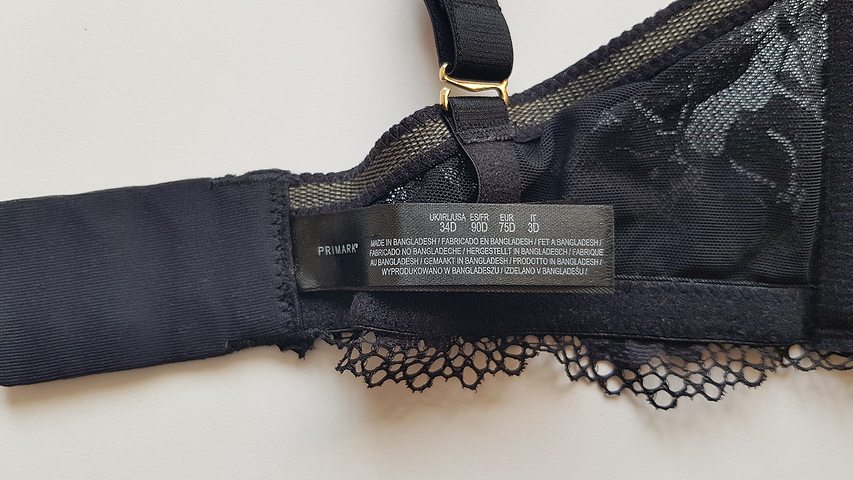 UK/IRL/USA ES/FR EUR IT
34D 90D 75D 3D
PRIMARK®
MADE IN BANGLADESH / FABRICADO EN BANGLADESH / FET A BANGLADESH /
FABRICADO NO BANGLADECHE / HERGESTELLT IN BANGLADESCH / FABRIQUE
AU BANGLADESH / GEMAAKT IN BANGLADESH / PRODOTTO IN BANGLADESH /
WYPRODUKOWANO W BANGLADESZU / IZDELANO V BANGLADEŠU /